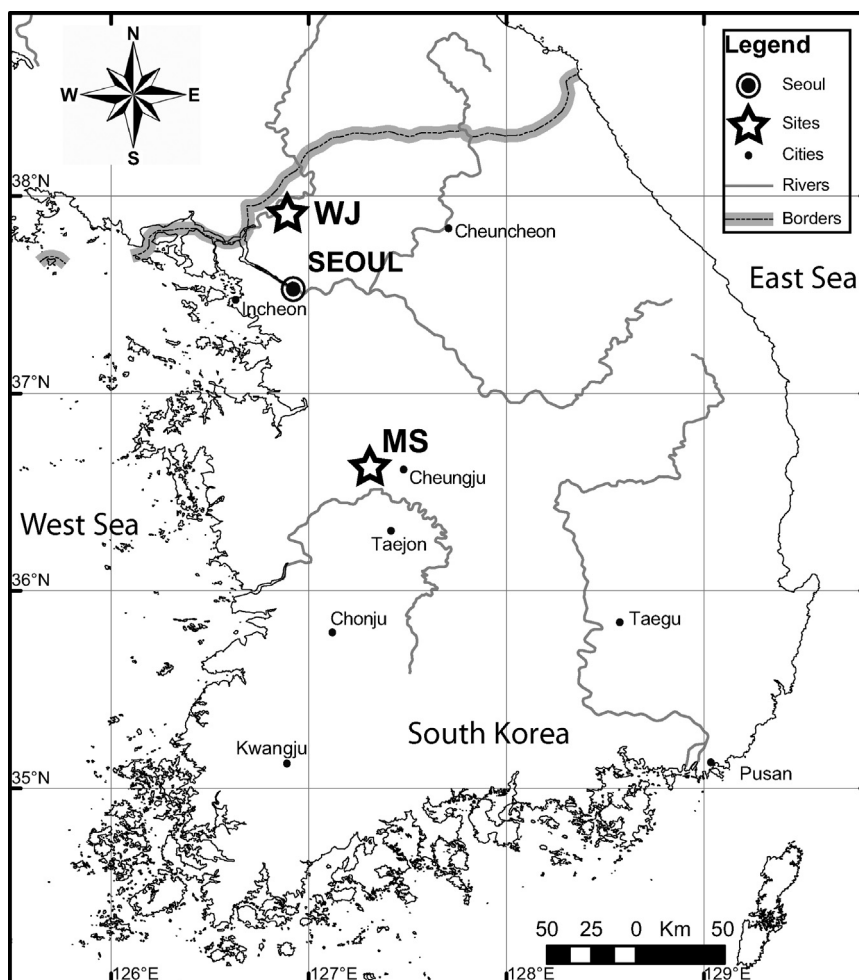 N
W E
S
Legend
Seoul
Sites
Cities
Rivers
Borders
38°N
WJ
Cheuncheon
SEOUL
East Sea
Incheon
37°N
MS
Cheungju
West Sea
Taejon
36°N
Chonju
Taegu
South Korea
Kwangju
Pusan
35°N
50 25 0 Km 50
126°E 127°E 128°E 129°E